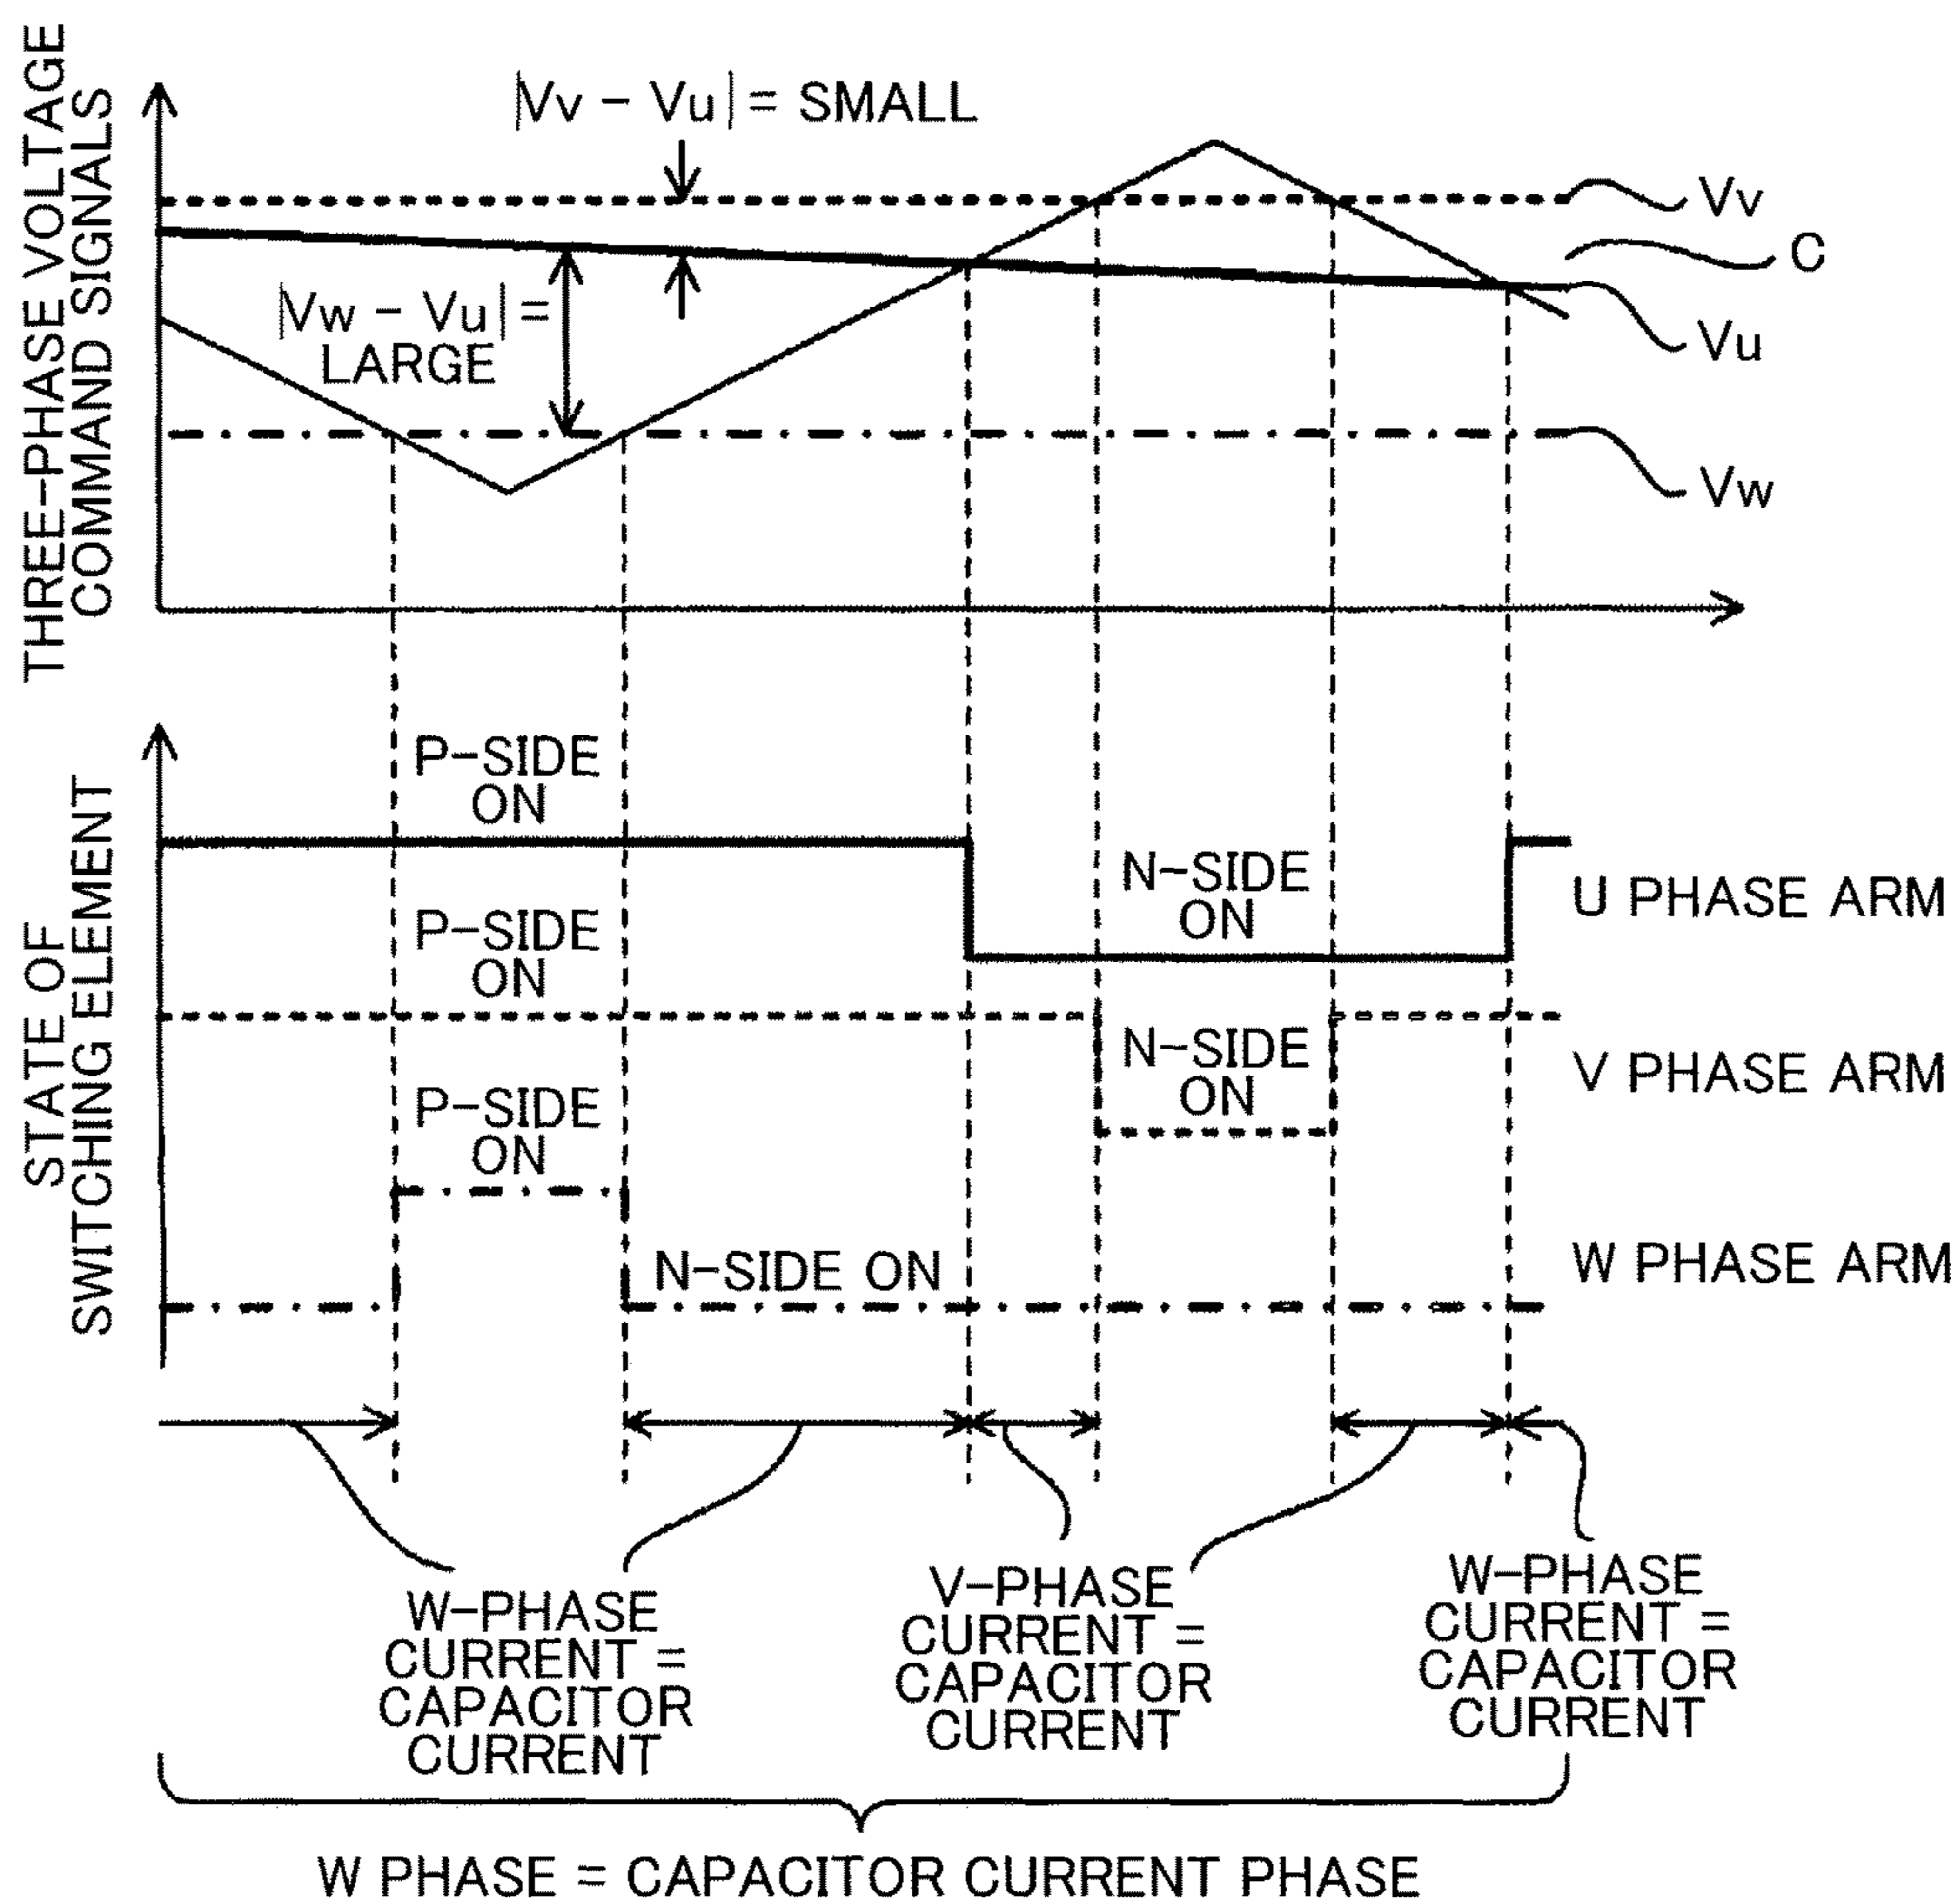 THREE-PHASE VOLTAGE
COMMAND SIGNALS
|Vv - Vu| = SMALL
|Vw - Vu| =
LARGE
Vv
C
Vu
Vw
STATE OF
SWITCHING ELEMENT
P-SIDE
ON
N-SIDE
ON
U PHASE ARM
P-SIDE
ON
N-SIDE
ON
V PHASE ARM
P-SIDE
ON
N-SIDE ON
W PHASE ARM
W-PHASE
CURRENT =
CAPACITOR
CURRENT
V-PHASE
CURRENT =
CAPACITOR
CURRENT
W-PHASE
CURRENT =
CAPACITOR
CURRENT
W PHASE = CAPACITOR CURRENT PHASE